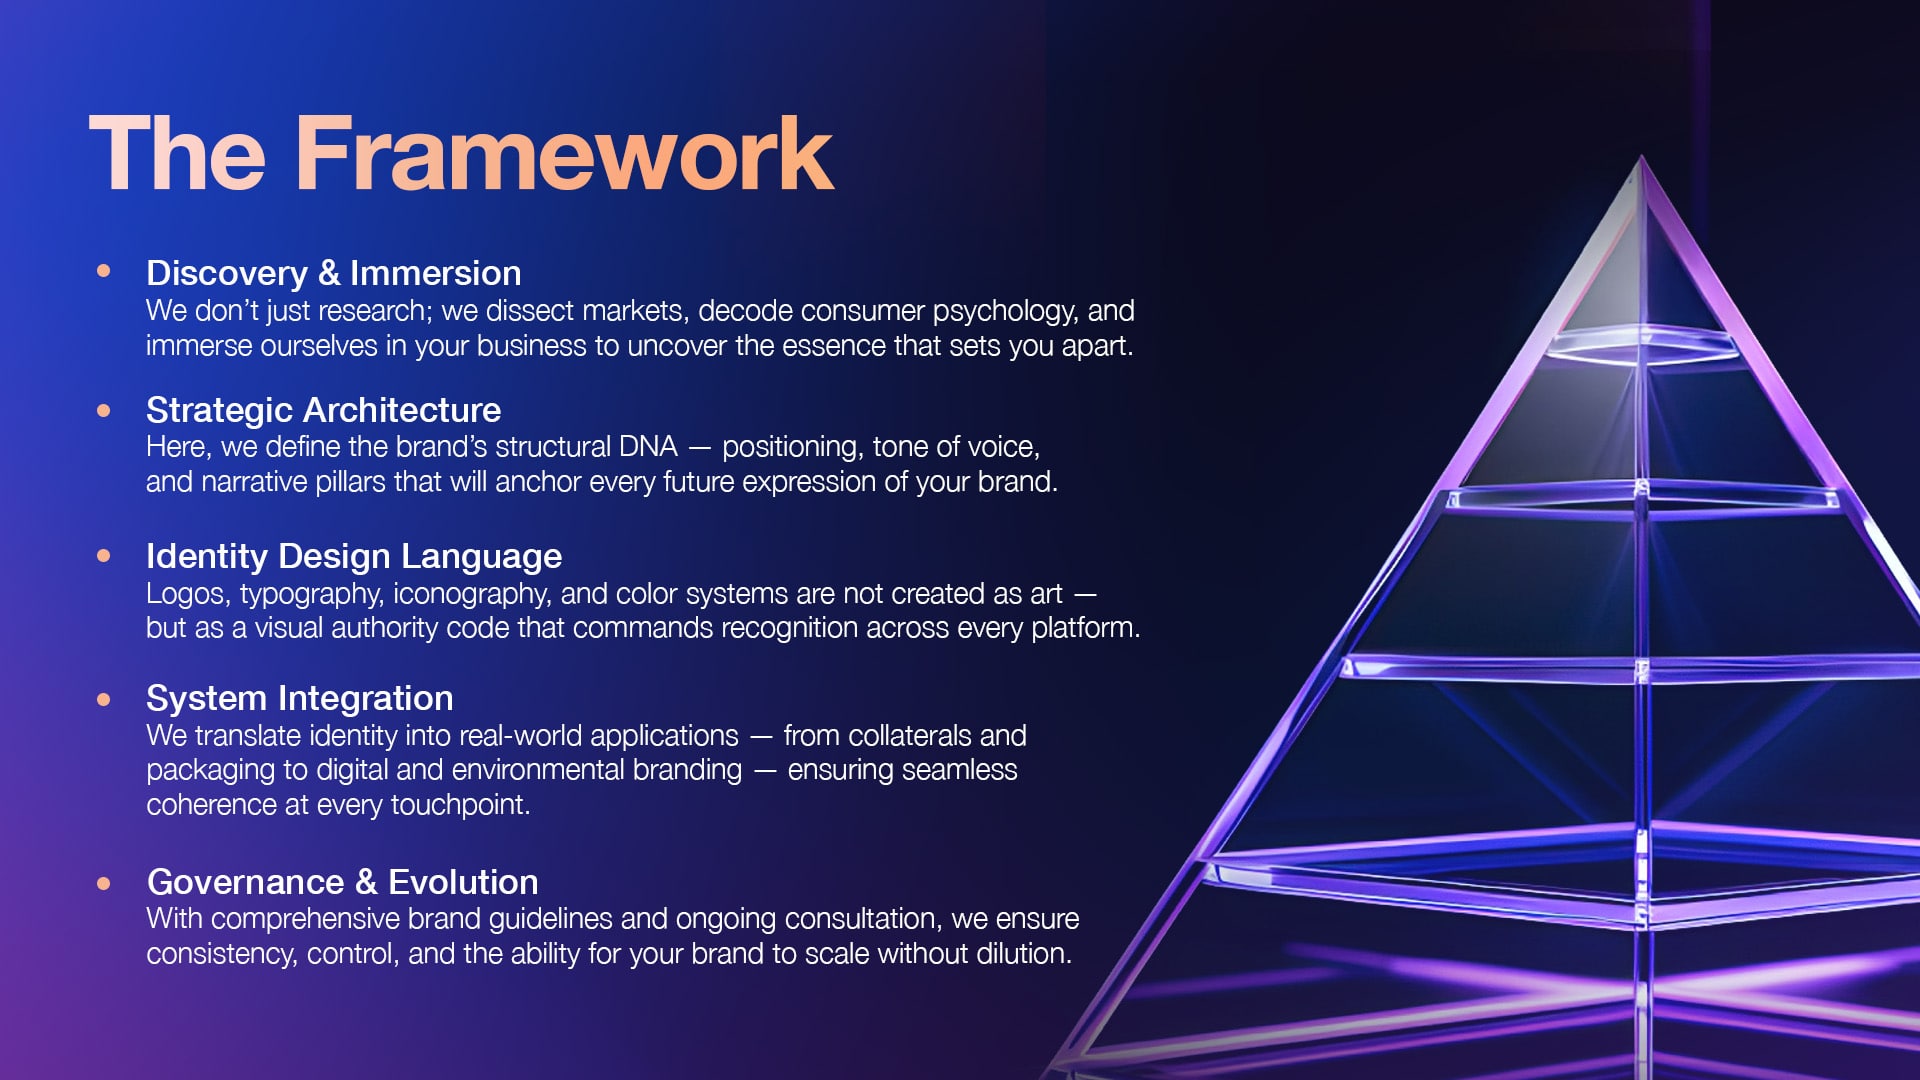 The Framework
• Discovery & Immersion
We don’t just research; we dissect markets, decode consumer psychology, and
immerse ourselves in your business to uncover the essence that sets you apart.
• Strategic Architecture
Here, we define the brand’s structural DNA — positioning, tone of voice,
and narrative pillars that will anchor every future expression of your brand.
• Identity Design Language
Logos, typography, iconography, and color systems are not created as art —
but as a visual authority code that commands recognition across every platform.
• System Integration
We translate identity into real-world applications — from collaterals and
packaging to digital and environmental branding — ensuring seamless
coherence at every touchpoint.
• Governance & Evolution
With comprehensive brand guidelines and ongoing consultation, we ensure
consistency, control, and the ability for your brand to scale without dilution.